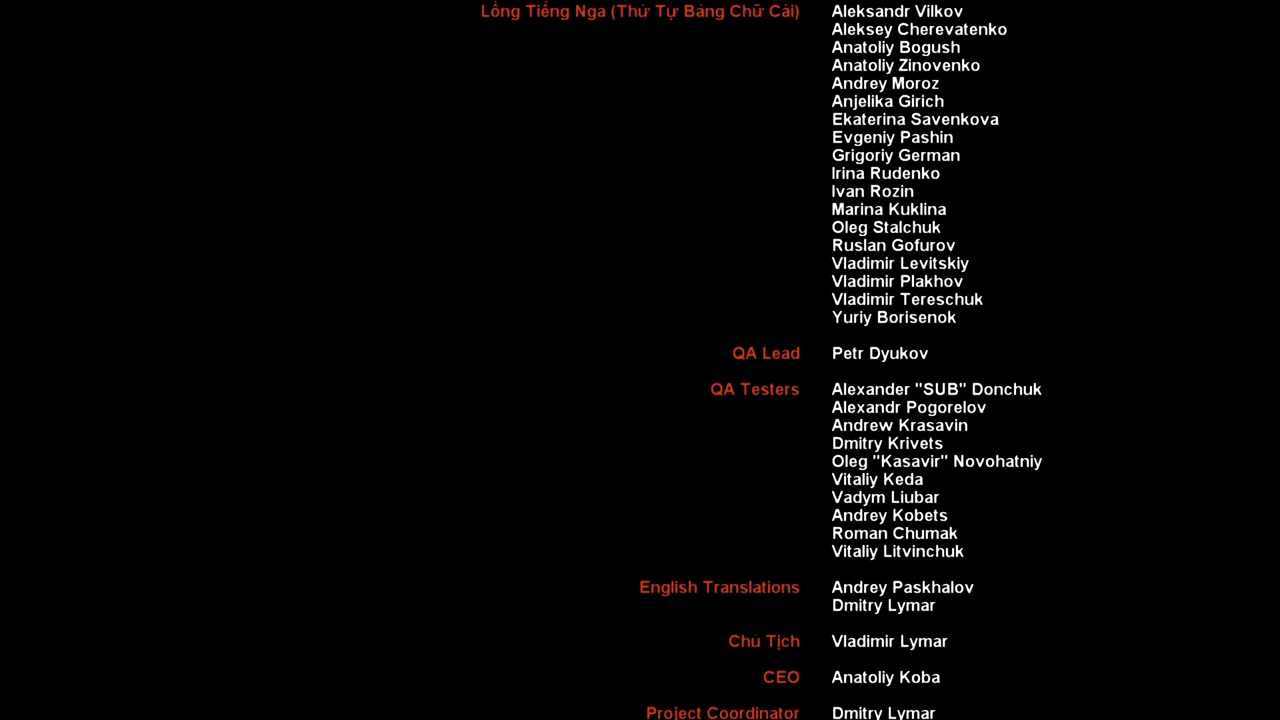 Lồng Tiếng Nga (Thứ Tự Bảng Chữ Cái) Aleksandr Vilkov
Aleksey Cherevatenko
Anatoliy Bogush
Anatoliy Zinovenko
Andrey Moroz
Anjelika Girich
Ekaterina Savenkova
Evgeniy Pashin
Grigoriy German
Irina Rudenko
Ivan Rozin
Marina Kuklina
Oleg Stalchuk
Ruslan Gofurov
Vladimir Levitskiy
Vladimir Plakhov
Vladimir Tereschuk
Yuriy Borisenok
QA Lead Petr Dyukov
QA Testers Alexander "SUB" Donchuk
Alexandr Pogorelov
Andrew Krasavin
Dmitry Krivets
Oleg "Kasavir" Novohatniy
Vitaliy Keda
Vadym Liubar
Andrey Kobets
Roman Chumak
Vitaliy Litvinchuk
English Translations Andrey Paskhalov
Dmitry Lymar
Chủ Tịch Vladimir Lymar
CEO Anatoliy Koba
Project Coordinator Dmitry Lymar